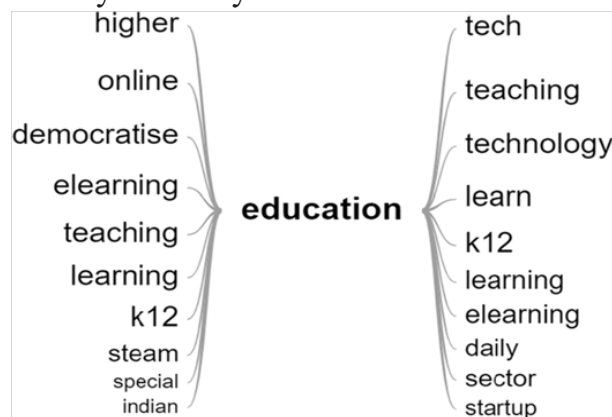 higher
online
democratise
elearning
teaching
learning
k12
steam
special
indian
education
tech
teaching
technology
learn
k12
learning
elearning
daily
sector
startup